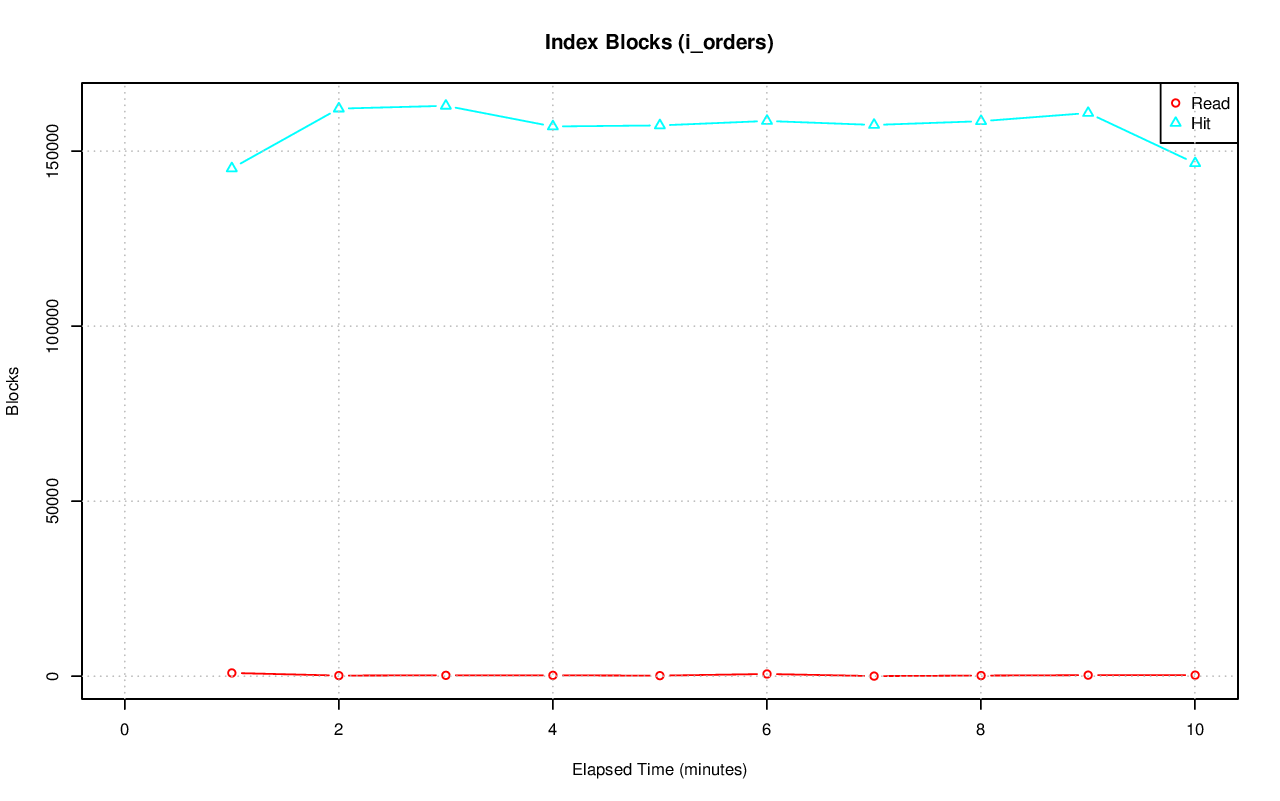 Index Blocks (i_orders)
Read
Hit
150000
100000
50000
0
Blocks
0 2 4 6 8 10
Elapsed Time (minutes)